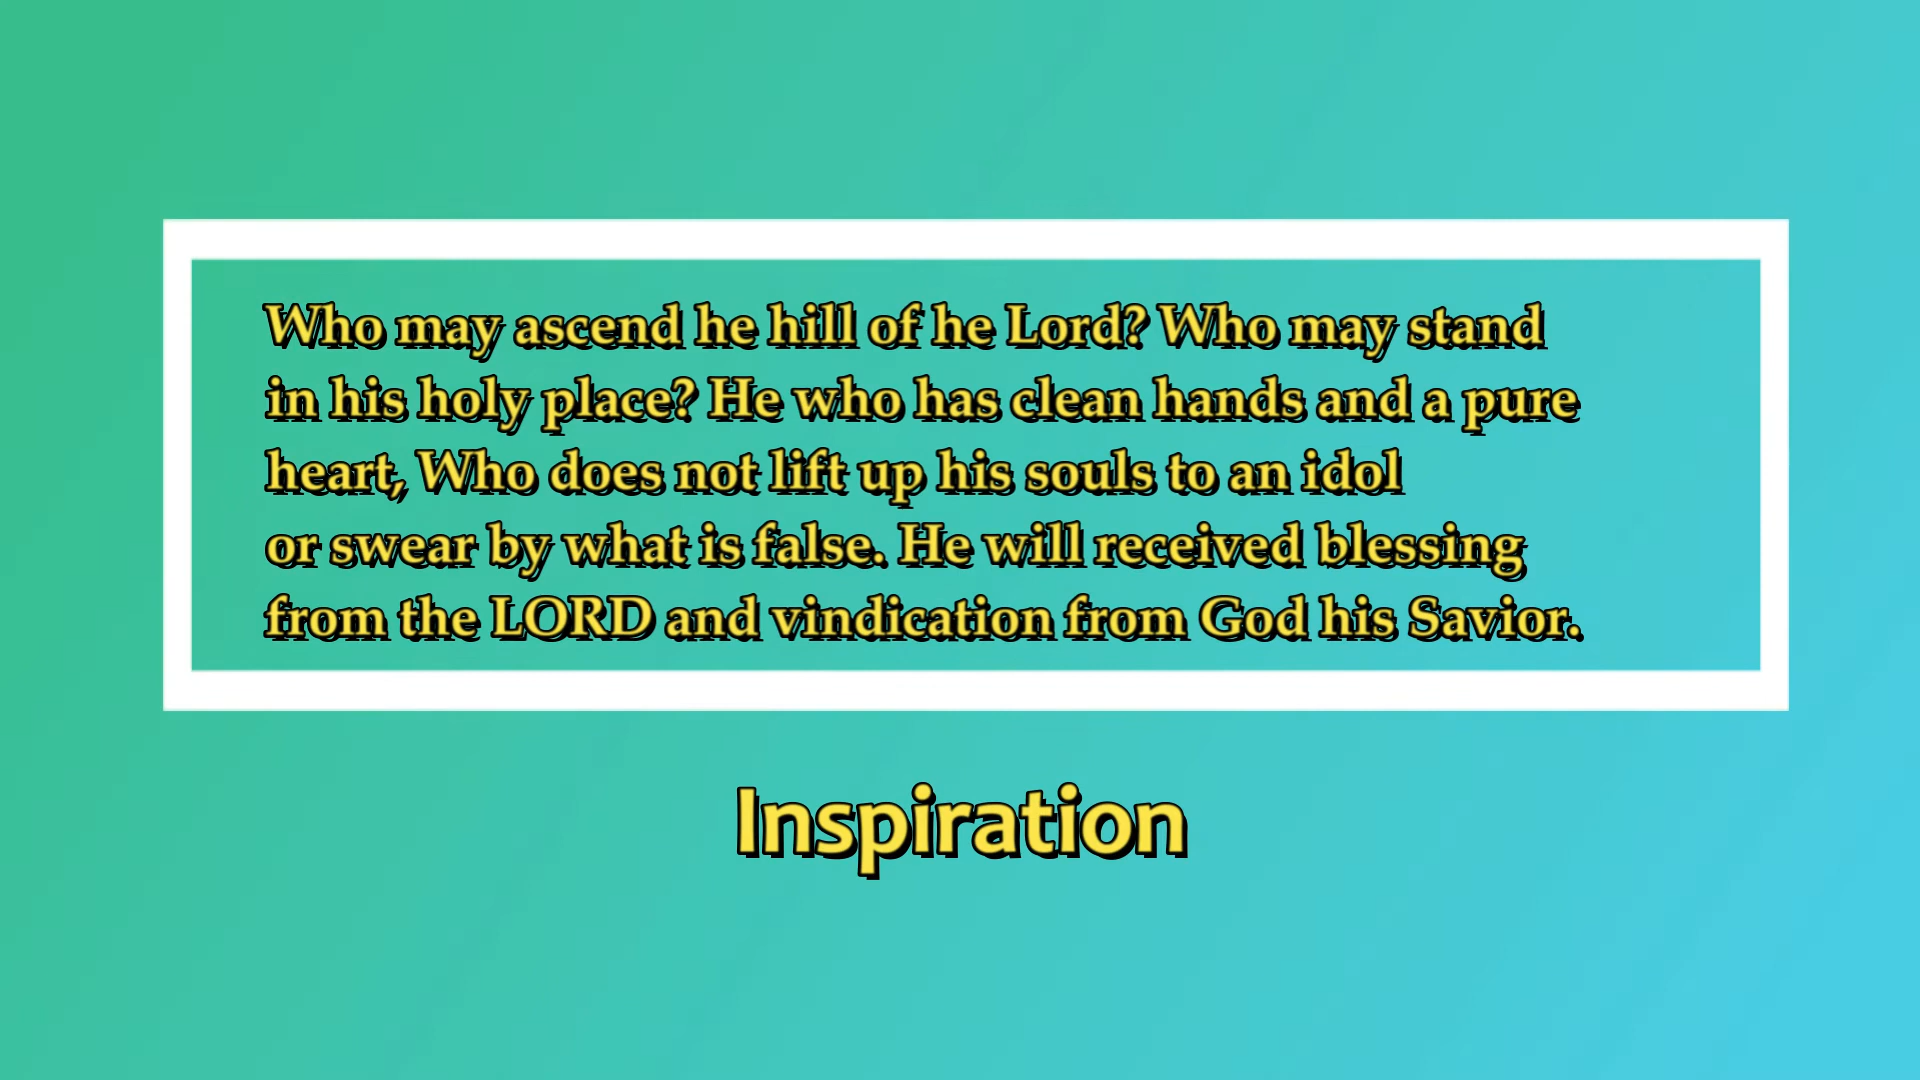 Who may ascend he hill of he Lord? Who may stand
in his holy place? He who has clean hands and a pure
heart, Who does not lift up his souls to an idol
or swear by what is false. He will received blessing
from the LORD and vindication from God his Savior.
Inspiration